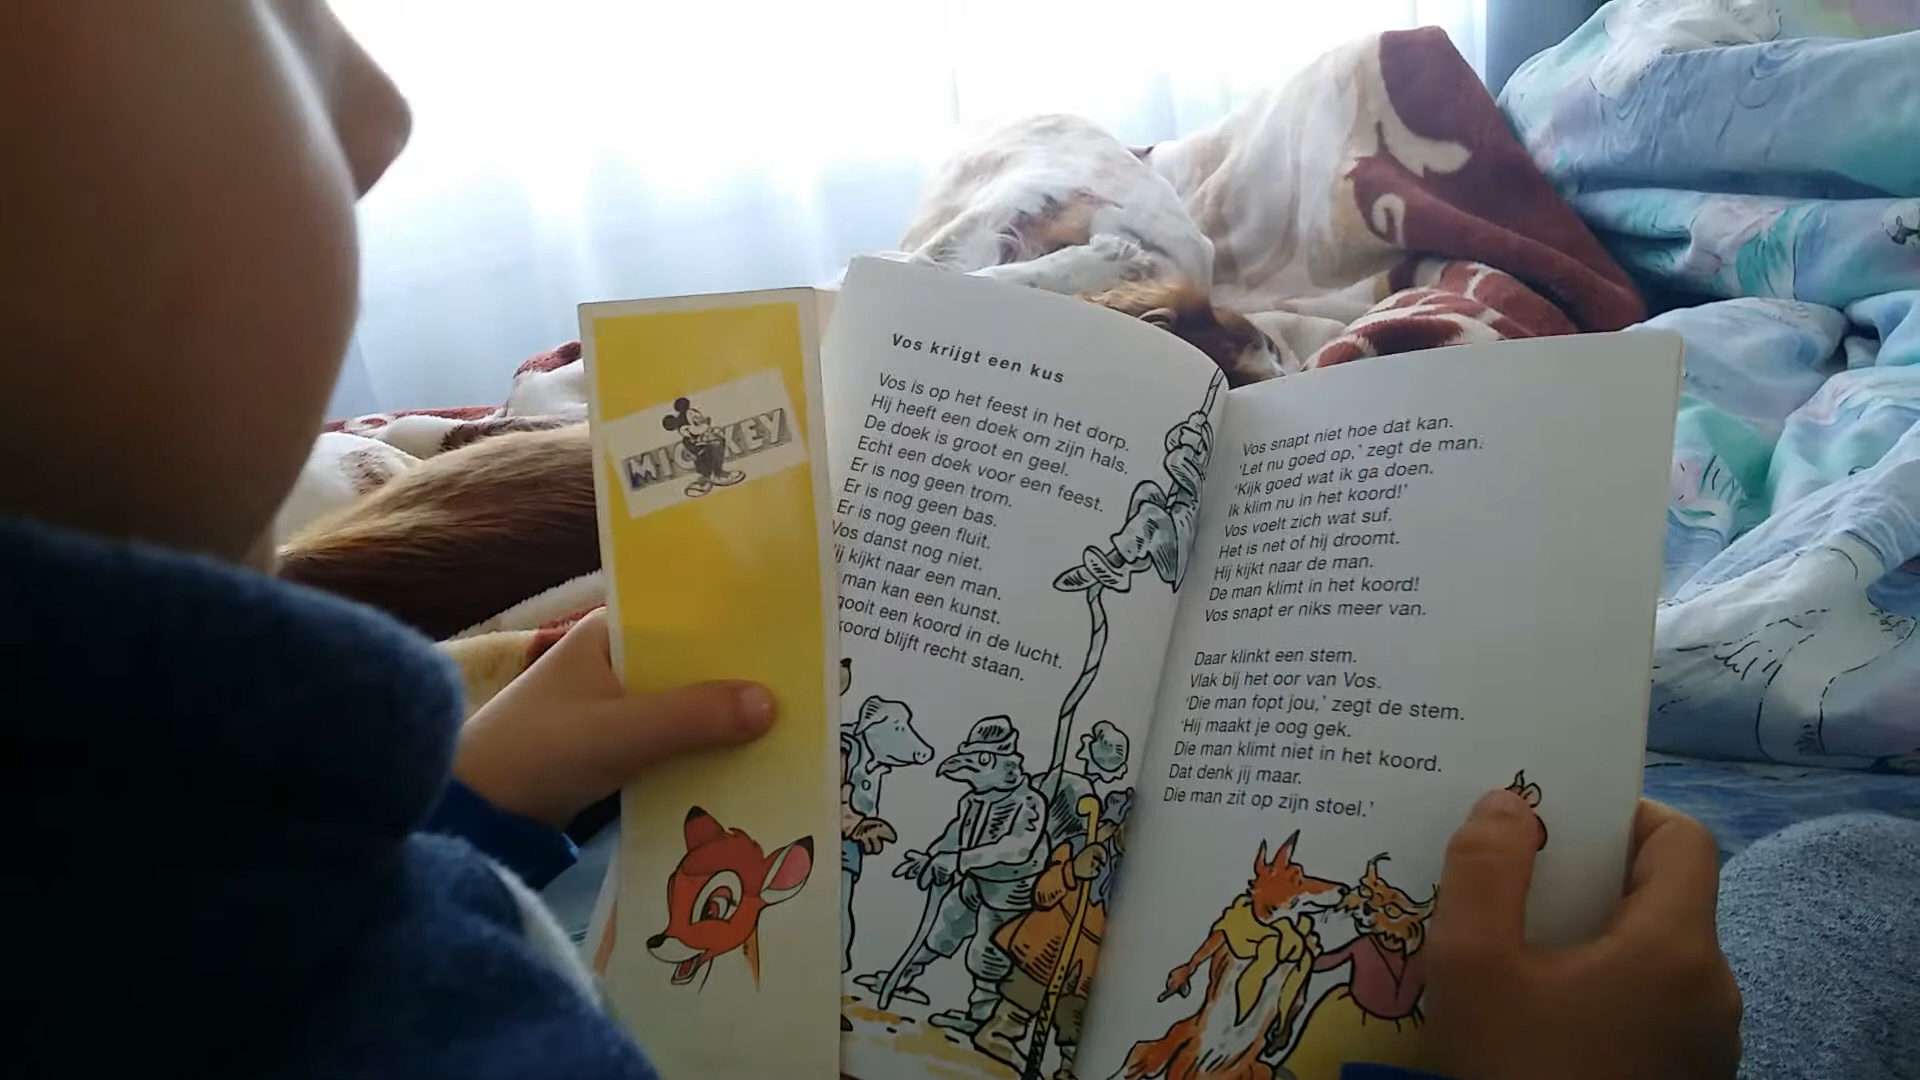 MICKEY
Vos krijgt een kus
Vos is op het feest in het dorp.
Hij heeft een doek om zijn hals.
De doek is groot en geel.
Echt een doek voor een feest.
Er is nog geen trom.
Er is nog geen bas.
Er is nog geen fluit.
Vos danst nog niet.
ij kijkt naar een man.
man kan een kunst.
gooit een koord in de lucht.
koord blijft recht staan.
Vos snapt niet hoe dat kan.
'Let nu goed op,' zegt de man.
'Kijk goed wat ik ga doen.
Ik klim nu in het koord!'
Vos voelt zich wat suf.
Het is net of hij droomt.
Hij kijkt naar de man.
De man klimt in het koord!
Vos snapt er niks meer van.
Daar klinkt een stem.
Vlak bij het oor van Vos.
'Die man fopt jou,' zegt de stem.
'Hij maakt je oog gek.
Die man klimt niet in het koord.
Dat denk jij maar.
Die man zit op zijn stoel.'